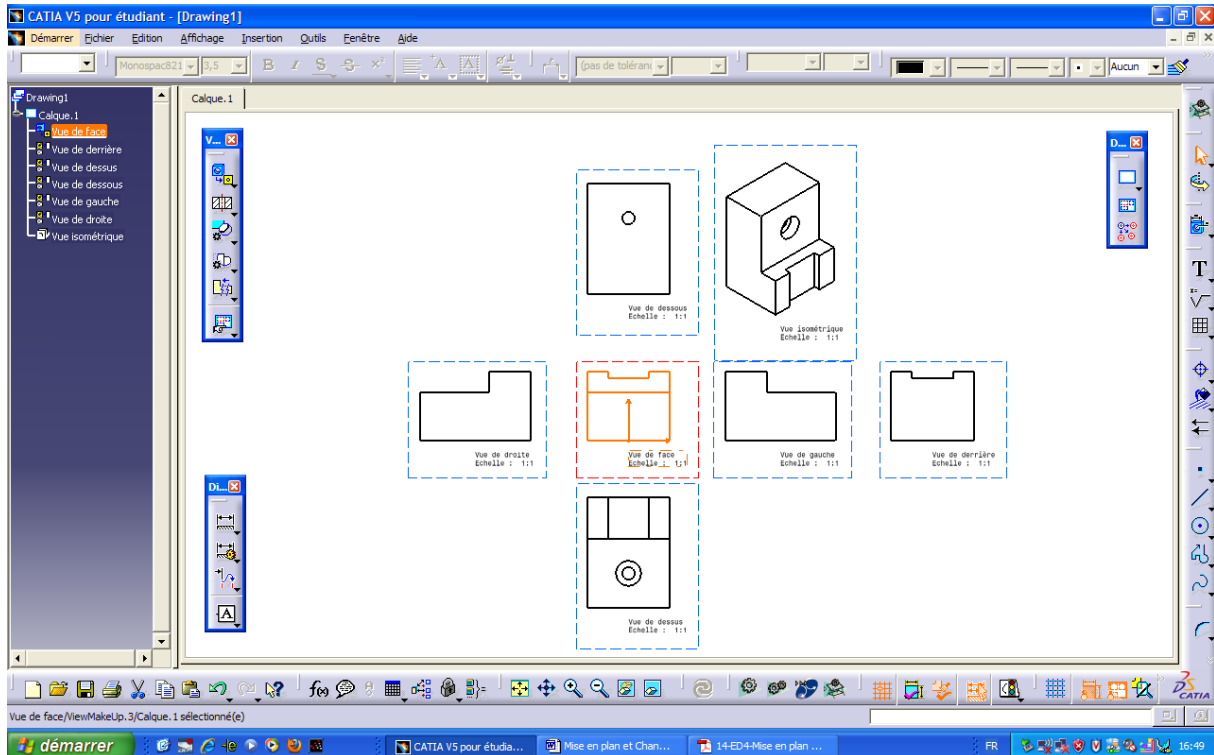 CATIA V5 pour étudiant - [Drawing1]
Démarrer Fichier Edition Affichage Insertion Outils Fenêtre Aide
Monospac821 3,5 B I S S x² (pas de toléranc Aucun
Drawing1
Calque.1
Vue de face
Vue de derrière
Vue de dessus
Vue de dessous
Vue de gauche
Vue de droite
Vue isométrique
Calque.1
V...
D...
Vue de dessous
Echelle : 1:1
Vue isométrique
Echelle : 1:1
Vue de droite
Echelle : 1:1
Vue de face
Echelle : 1:1
Vue de gauche
Echelle : 1:1
Vue de derrière
Echelle : 1:1
Di...
Vue de dessus
Echelle : 1:1
CATIA
Vue de face/ViewMakeUp.3/Calque.1 sélectionné(e)
démarrer CATIA V5 pour étudia... Mise en plan et Chan... 14-ED4-Mise en plan ... FR 16:49